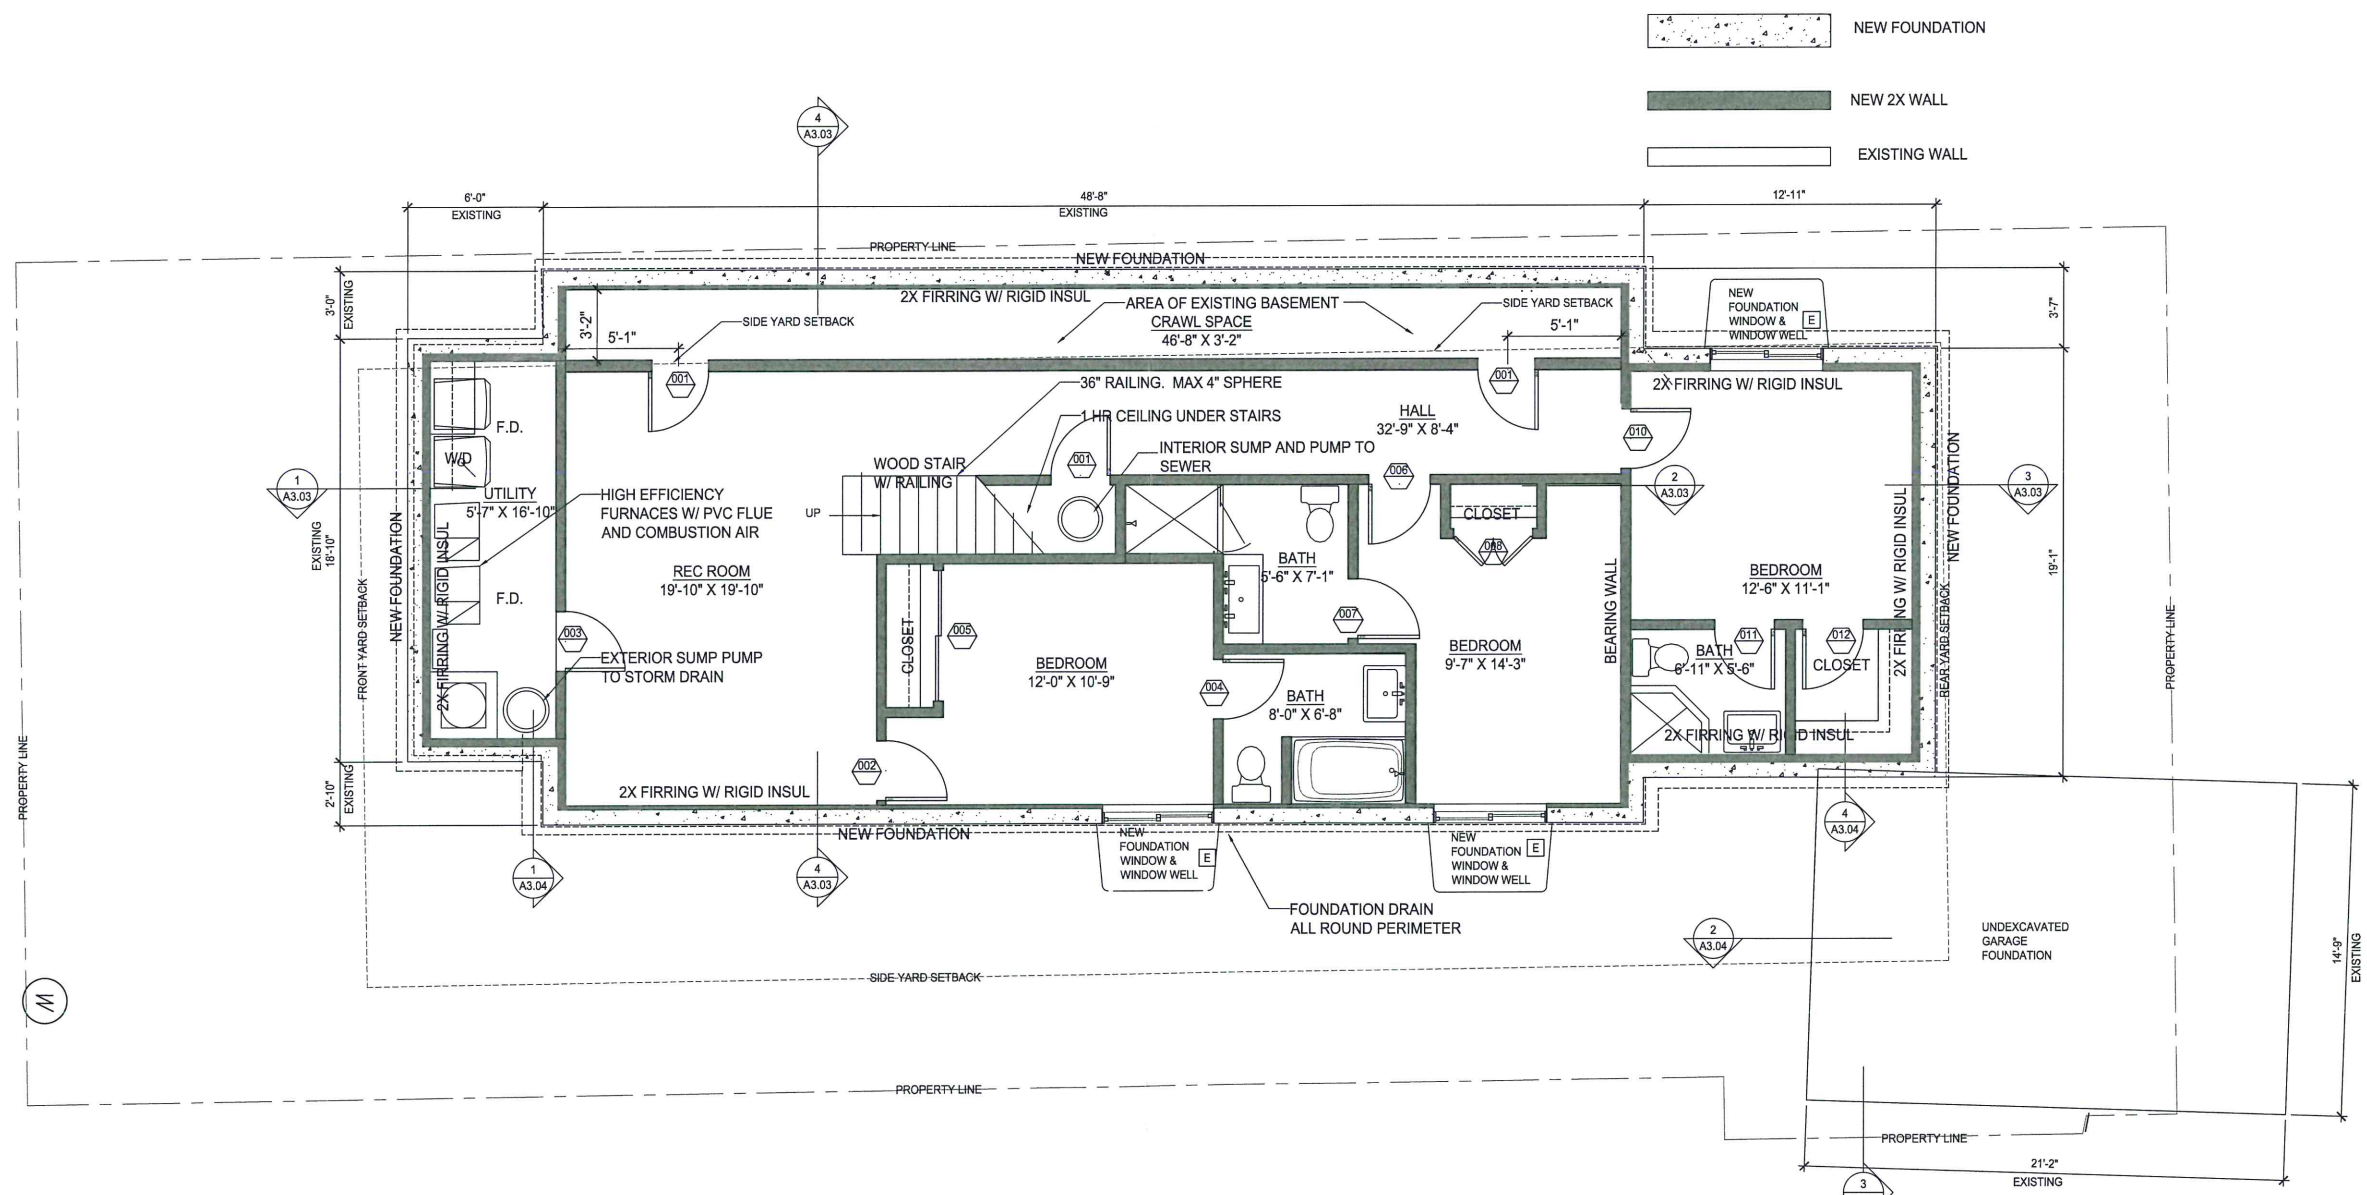 NEW FOUNDATION
NEW 2X WALL
EXISTING WALL
4
A3.03
6'-0"
EXISTING
48'-8"
EXISTING
12'-11"
PROPERTY LINE
NEW FOUNDATION
2X FIRRING W/ RIGID INSUL
AREA OF EXISTING BASEMENT
CRAWL SPACE
46'-8" X 3'-2"
SIDE YARD SETBACK
SIDE YARD SETBACK
3'-0"
EXISTING
3'-2"
5'-1"
5'-1"
NEW
FOUNDATION
WINDOW &
WINDOW WELL
E
3'-7"
001
001
36" RAILING. MAX 4" SPHERE
1 HR CEILING UNDER STAIRS
HALL
32'-9" X 8'-4"
2X FIRRING W/ RIGID INSUL
010
F.D.
W/D
UTILITY
5'-7" X 16'-10"
HIGH EFFICIENCY
FURNACES W/ PVC FLUE
AND COMBUSTION AIR
WOOD STAIR
W/ RAILING
UP
001
INTERIOR SUMP AND PUMP TO
SEWER
006
1
A3.03
2
A3.03
3
A3.03
CLOSET
008
BATH
5'-6" X 7'-1"
EXISTING
18'-10"
FRONT YARD SETBACK
NEW FOUNDATION
2X FIRRING W/ RIGID INSUL
F.D.
REC ROOM
19'-10" X 19'-10"
003
EXTERIOR SUMP PUMP
TO STORM DRAIN
CLOSET
005
BEDROOM
12'-0" X 10'-9"
007
004
BATH
8'-0" X 6'-8"
BEDROOM
9'-7" X 14'-3"
BEARING WALL
BEDROOM
12'-6" X 11'-1"
011
012
BATH
6'-11" X 5'-6"
CLOSET
2X FIRRING W/ RIGID INSUL
2X FIRRING W/ RIGID INSUL
NEW FOUNDATION
REAR YARD SETBACK
19'-1"
PROPERTY LINE
PROPERTY LINE
2'-10"
EXISTING
002
2X FIRRING W/ RIGID INSUL
NEW FOUNDATION
NEW
FOUNDATION
WINDOW &
WINDOW WELL
E
NEW
FOUNDATION
WINDOW &
WINDOW WELL
E
1
A3.04
4
A3.03
4
A3.04
FOUNDATION DRAIN
ALL ROUND PERIMETER
2
A3.04
UNDEXCAVATED
GARAGE
FOUNDATION
14'-9"
EXISTING
SIDE YARD SETBACK
W
PROPERTY LINE
PROPERTY LINE
21'-2"
EXISTING
3